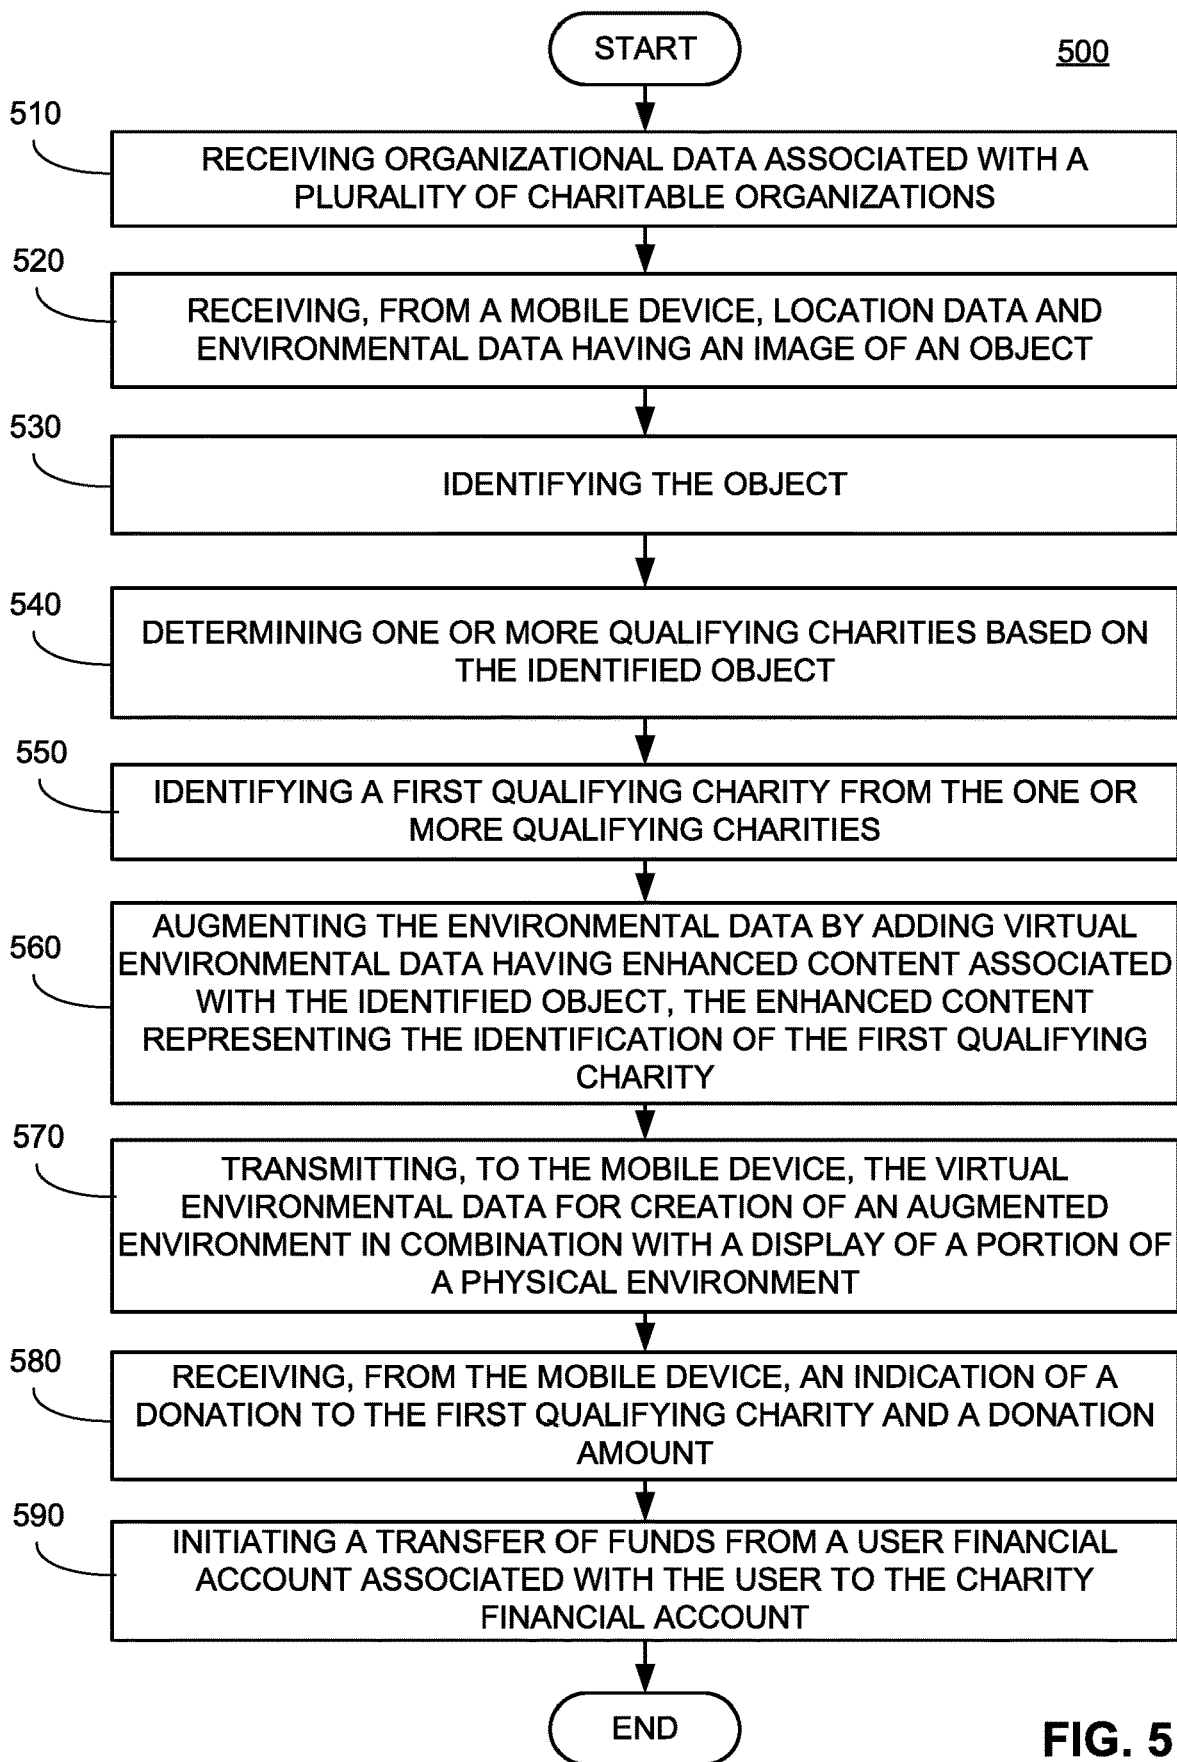 START
500
510
RECEIVING ORGANIZATIONAL DATA ASSOCIATED WITH A
PLURALITY OF CHARITABLE ORGANIZATIONS
520
RECEIVING, FROM A MOBILE DEVICE, LOCATION DATA AND
ENVIRONMENTAL DATA HAVING AN IMAGE OF AN OBJECT
530
IDENTIFYING THE OBJECT
540
DETERMINING ONE OR MORE QUALIFYING CHARITIES BASED ON
THE IDENTIFIED OBJECT
550
IDENTIFYING A FIRST QUALIFYING CHARITY FROM THE ONE OR
MORE QUALIFYING CHARITIES
560
AUGMENTING THE ENVIRONMENTAL DATA BY ADDING VIRTUAL
ENVIRONMENTAL DATA HAVING ENHANCED CONTENT ASSOCIATED
WITH THE IDENTIFIED OBJECT, THE ENHANCED CONTENT
REPRESENTING THE IDENTIFICATION OF THE FIRST QUALIFYING
CHARITY
570
TRANSMITTING, TO THE MOBILE DEVICE, THE VIRTUAL
ENVIRONMENTAL DATA FOR CREATION OF AN AUGMENTED
ENVIRONMENT IN COMBINATION WITH A DISPLAY OF A PORTION OF
A PHYSICAL ENVIRONMENT
580
RECEIVING, FROM THE MOBILE DEVICE, AN INDICATION OF A
DONATION TO THE FIRST QUALIFYING CHARITY AND A DONATION
AMOUNT
590
INITIATING A TRANSFER OF FUNDS FROM A USER FINANCIAL
ACCOUNT ASSOCIATED WITH THE USER TO THE CHARITY
FINANCIAL ACCOUNT
END
FIG. 5